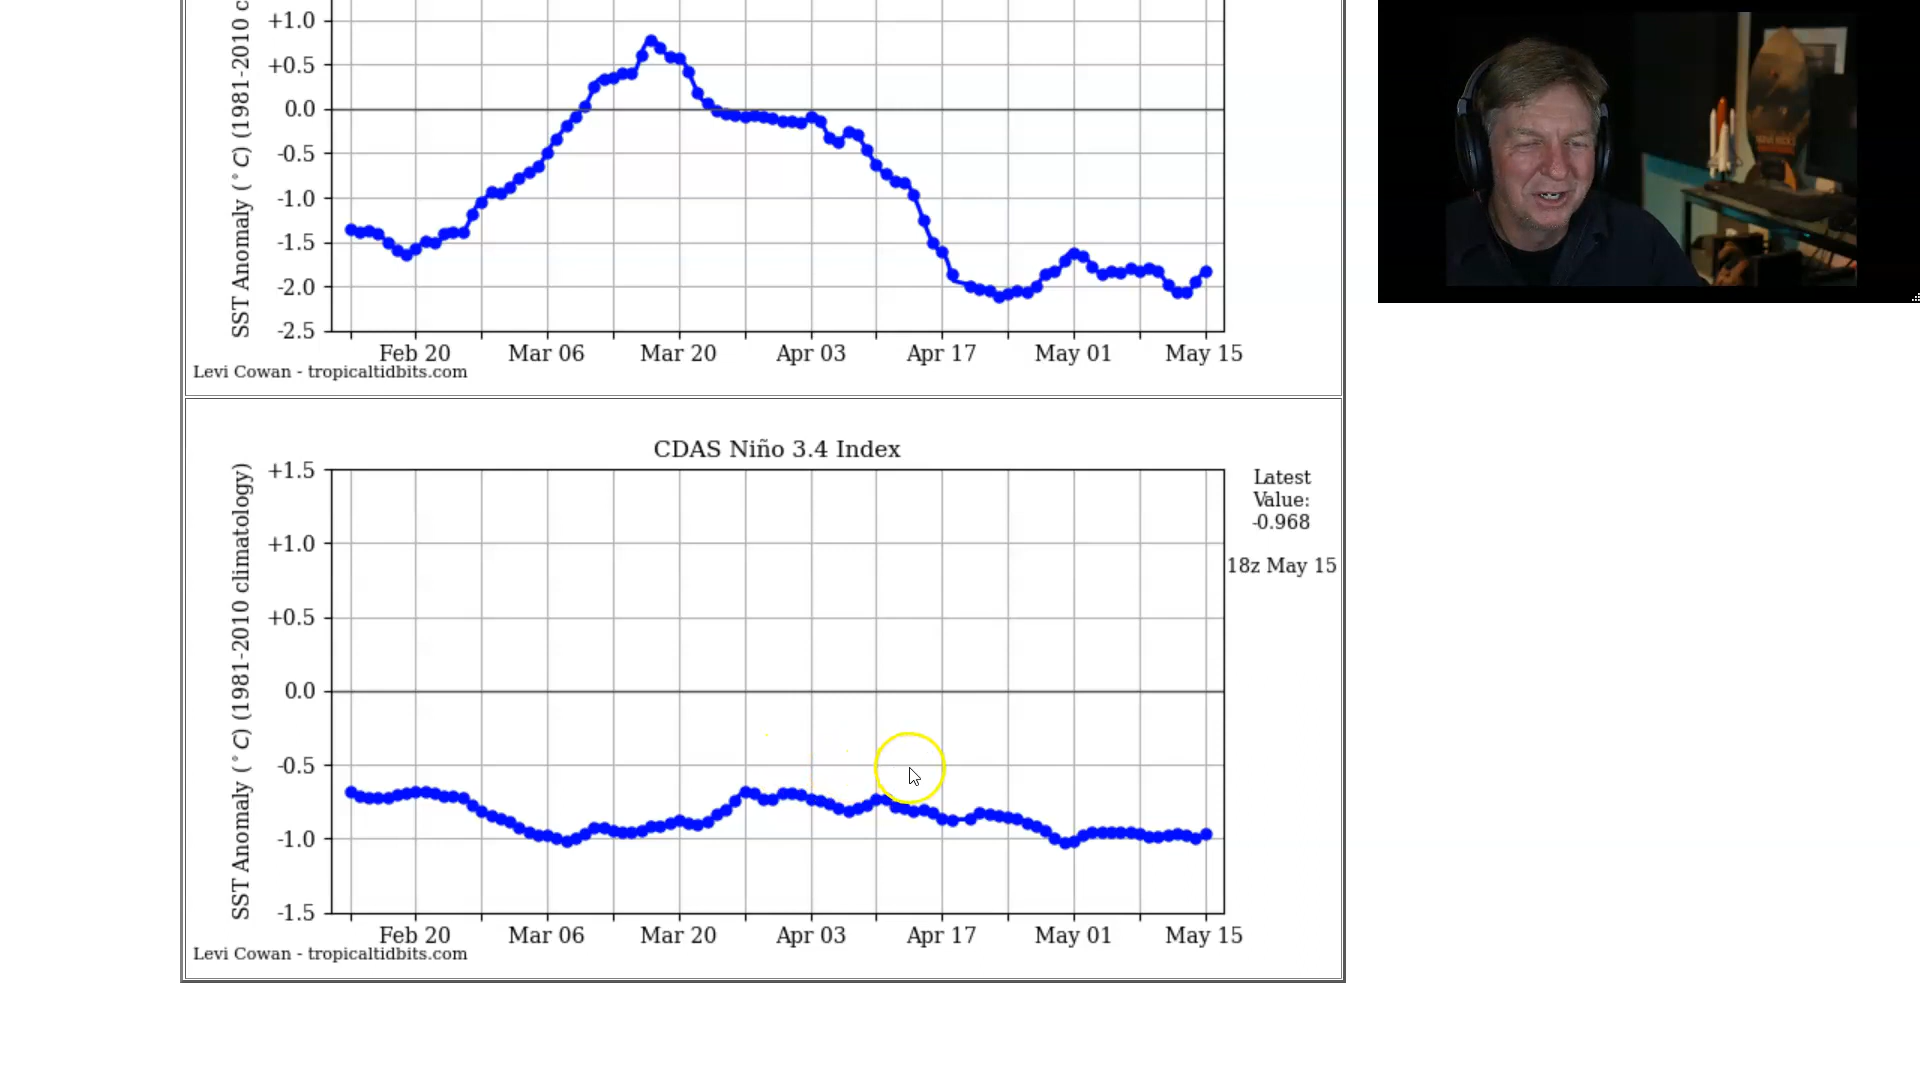 +1.0
+0.5
0.0
-0.5
-1.0
-1.5
-2.0
-2.5
SST Anomaly (°C) (1981-2010 c
Feb 20 Mar 06 Mar 20 Apr 03 Apr 17 May 01 May 15
Levi Cowan - tropicaltidbits.com
CDAS Niño 3.4 Index
+1.5
+1.0
+0.5
0.0
-0.5
-1.0
-1.5
SST Anomaly (°C) (1981-2010 climatology)
Latest
Value:
-0.968
18z May 15
Feb 20 Mar 06 Mar 20 Apr 03 Apr 17 May 01 May 15
Levi Cowan - tropicaltidbits.com